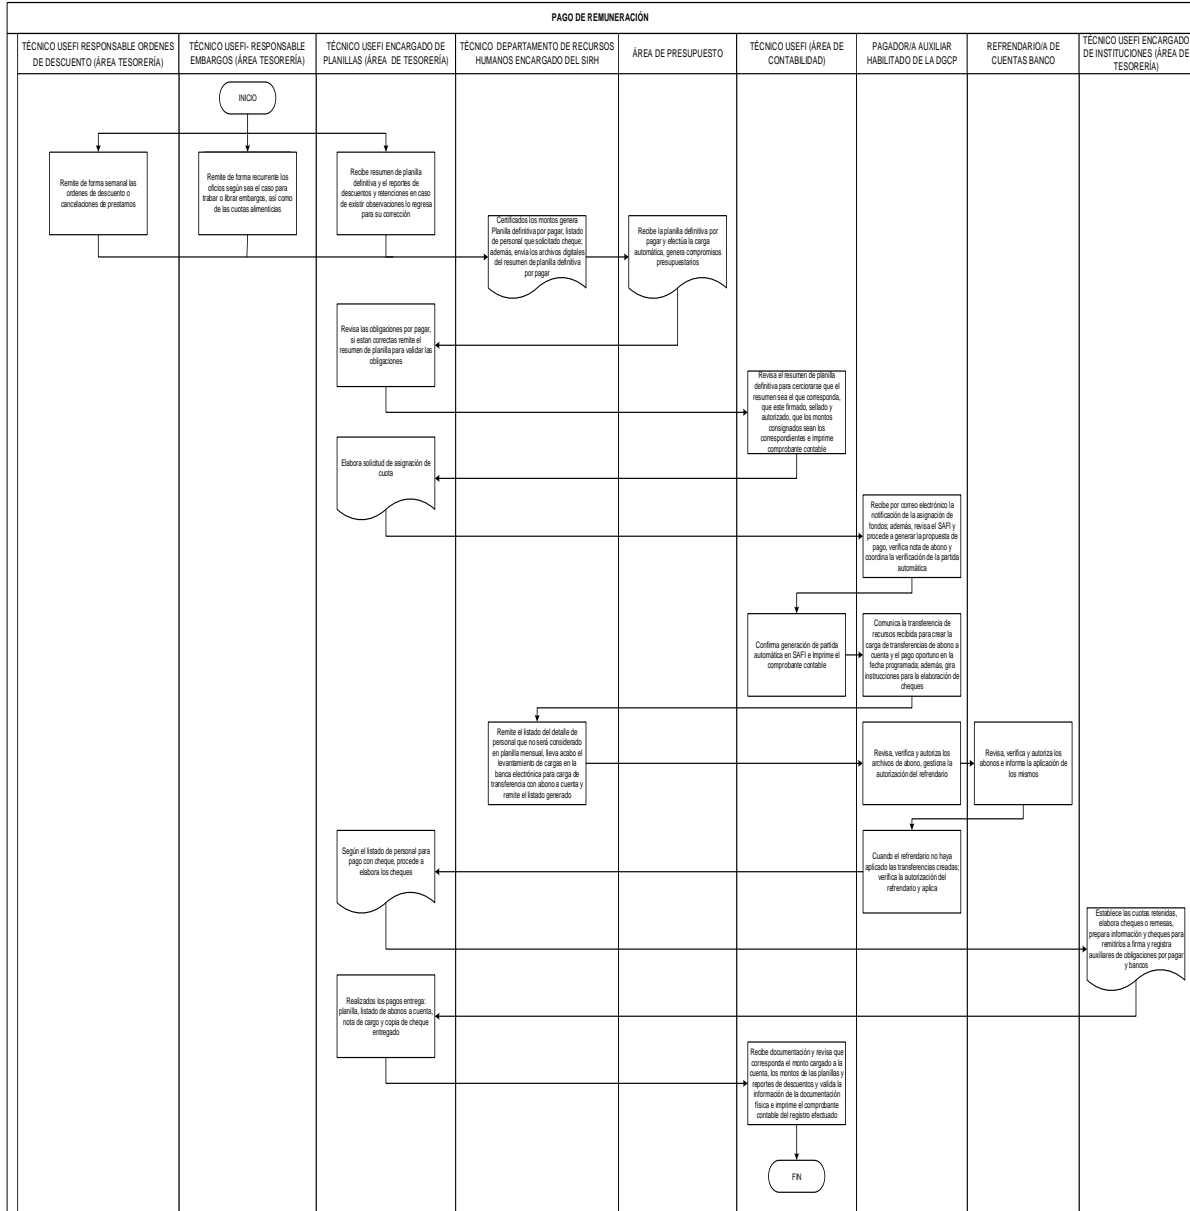 PAGO DE REMUNERACIÓN
TÉCNICO USEFI RESPONSABLE ORDENES
DE DESCUENTO (ÁREA TESORERÍA)
TÉCNICO USEFI- RESPONSABLE
EMBARGOS (ÁREA TESORERÍA)
TÉCNICO USEFI ENCARGADO DE
PLANILLAS (ÁREA DE TESORERÍA)
TÉCNICO DEPARTAMENTO DE RECURSOS
HUMANOS ENCARGADO DEL SIRH
ÁREA DE PRESUPUESTO
TÉCNICO USEFI (ÁREA DE
CONTABILIDAD)
PAGADOR/A AUXILIAR
HABILITADO DE LA DGCP
REFRENDARIO/A DE
CUENTAS BANCO
TÉCNICO USEFI ENCARGADO
DE INSTITUCIONES (ÁREA DE
TESORERÍA)
INICIO
Remite de forma semanal las
ordenes de descuento o
cancelaciones de prestamos
Remite de forma recurrente los
oficios según sea el caso para
trabar o librar embargos, así como
de las cuotas alimenticias
Recibe resumen de planilla
definitiva y el reportes de
descuentos y retenciones en caso
de existir observaciones lo regresa
para su corrección
Certificados los montos genera
Planilla definitiva por pagar, listado
de personal que solicitado cheque;
además, envia los archivos digitales
del resumen de planilla definitiva
por pagar
Recibe la planilla definitiva por
pagar y efectúa la carga
automática, genera compromisos
presupuestarios
Revisa las obligaciones por pagar,
si estan correctas remite el
resumen de planilla para validar las
obligaciones
Revisa el resumen de planilla
definitiva para cerciorarse que el
resumen sea el que corresponda,
que este firmado, sellado y
autorizado, que los montos
consignados sean los
correspondientes e imprime
comprobante contable
Elabora solicitud de asignación de
cuota
Recibe por correo electrónico la
notificación de la asignación de
fondos; además, revisa el SAFI y
procede a generar la propuesta de
pago, verifica nota de abono y
coordina la verificación de la partida
automática
Confirma generación de partida
automática en SAFI e Imprime el
comprobante contable
Comunica la transferencia de
recursos recibida para crear la
carga de transferencias de abono a
cuenta y el pago oportuno en la
fecha programada; además, gira
instrucciones para la elaboración de
cheques
Remite el listado del detalle de
personal que no será considerado
en planilla mensual, lleva acabo el
levantamiento de cargas en la
banca electrónica para carga de
transferencia con abono a cuenta y
remite el listado generado
Revisa, verifica y autoriza los
archivos de abono, gestiona la
autorización del refrendario
Revisa, verifica y autoriza los
abonos e informa la aplicación de
los mismos
Según el listado de personal para
pago con cheque, procede a
elabora los cheques
Cuando el refrendario no haya
aplicado las transferencias creadas;
verifica la autorización del
refrendario y aplica
Establece las cuotas retenidas,
elabora cheques o remesas,
prepara información y cheques para
remitirlos a firma y registra
auxiliares de obligaciones por pagar
y bancos
Realizados los pagos entrega:
planilla, listado de abonos a cuenta,
nota de cargo y copia de cheque
entregado
Recibe documentación y revisa que
corresponda el monto cargado a la
cuenta, los montos de las planillas y
reportes de descuentos y valida la
información de la documentación
física e imprime el comprobante
contable del registro efectuado
FIN